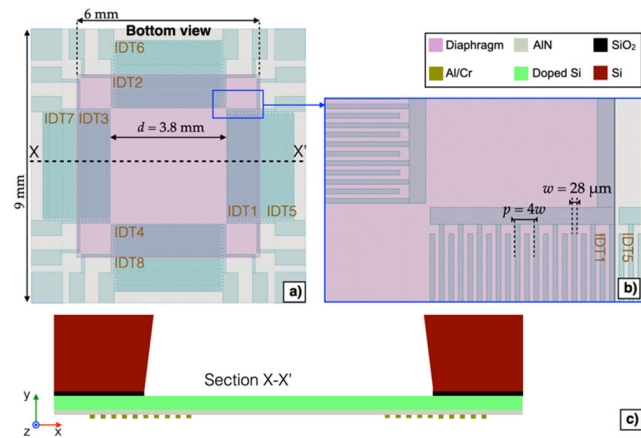 6 mm
Bottom view
IDT6
IDT2
IDT7
IDT3
d = 3.8 mm
X
X'
9 mm
IDT1
IDT5
IDT4
IDT8
a)
Diaphragm
AlN
SiO2
Al/Cr
Doped Si
Si
w = 28 µm
p = 4w
IDT1
IDT5
b)
Section X-X'
y
z
x
c)